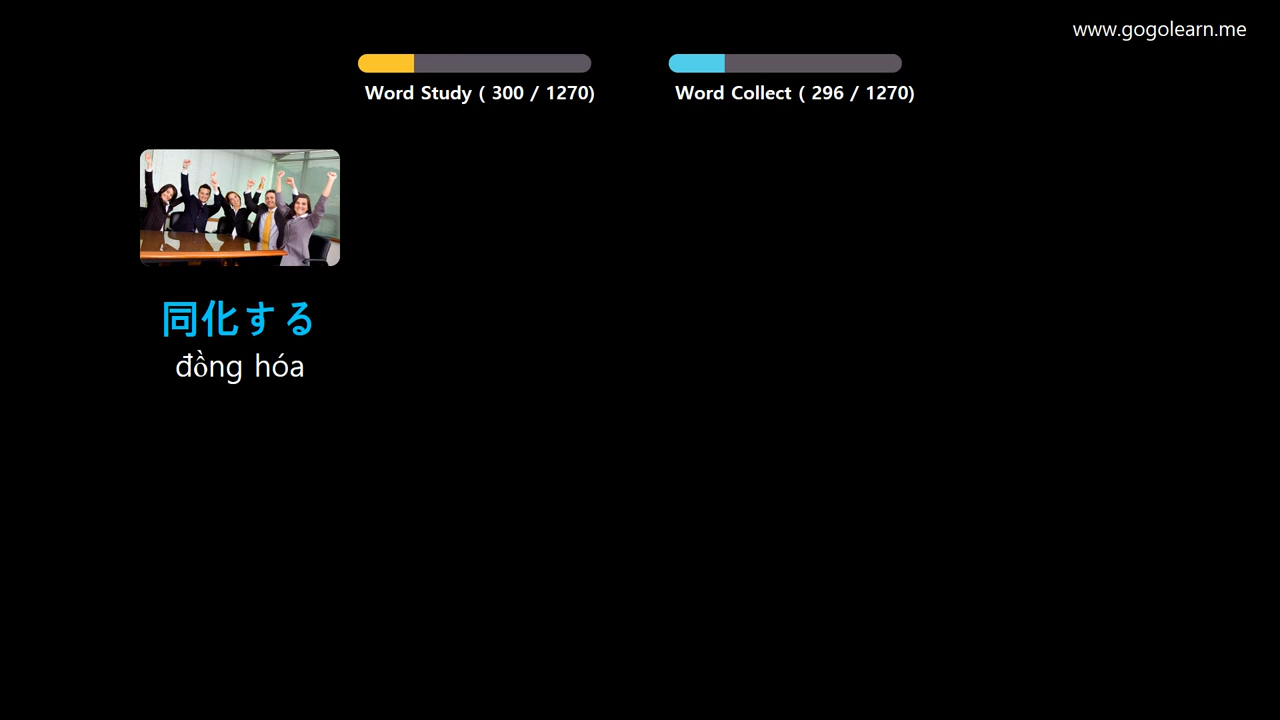 www.gogolearn.me
Word Study ( 300 / 1270)
Word Collect ( 296 / 1270)
同化する
đồng hóa